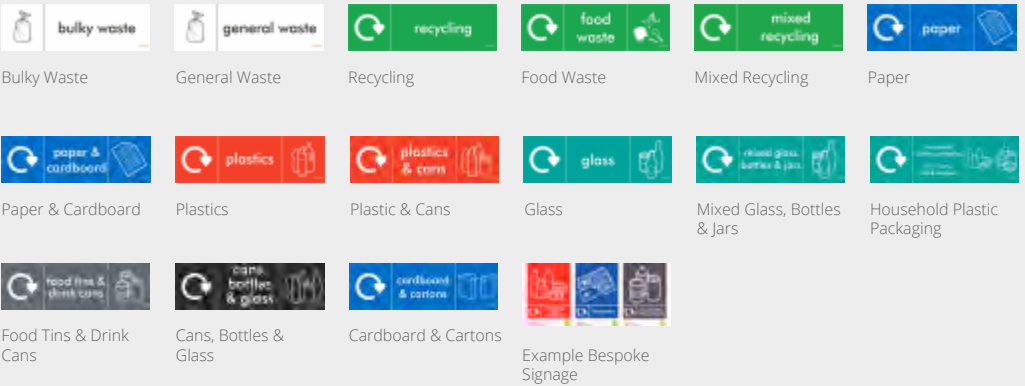 bulky waste
general waste
recycling
food
waste
mixed
recycling
paper
Bulky Waste
General Waste
Recycling
Food Waste
Mixed Recycling
Paper
paper &
cardboard
plastics
plastics
& cans
glass
mixed glass,
bottles & jars
Paper & Cardboard
Plastics
Plastic & Cans
Glass
Mixed Glass, Bottles
& Jars
Household Plastic
Packaging
food tins &
drink cans
cans,
bottles
& glass
cardboard
& cartons
Food Tins & Drink
Cans
Cans, Bottles &
Glass
Cardboard & Cartons
Example Bespoke
Signage